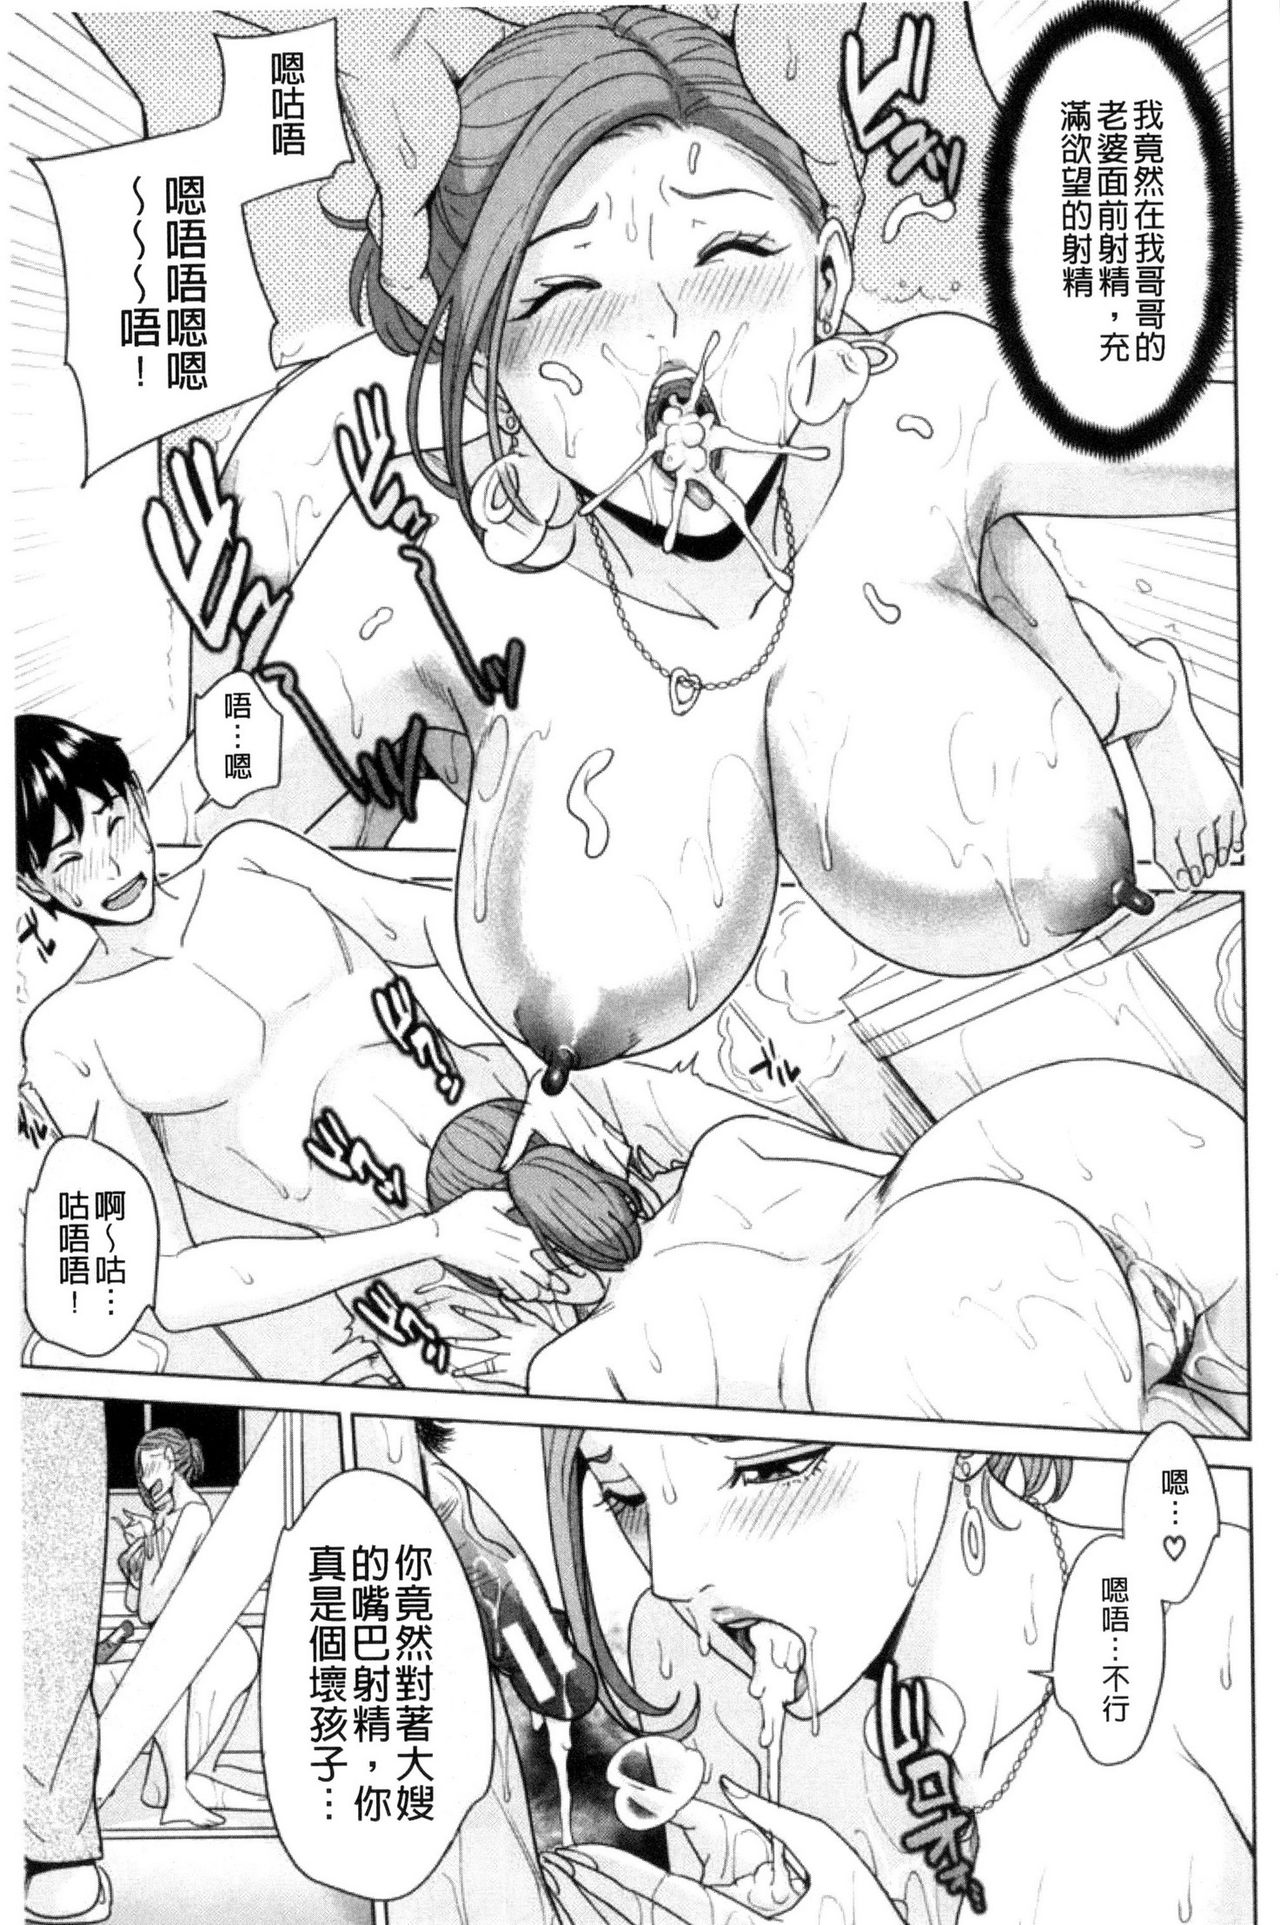 我竟然在我哥哥的
老婆面前射精，充
滿欲望的射精
嗯咕唔
嗯唔唔嗯嗯
～～～唔！
唔…嗯
啊～咕…
咕唔唔！
嗯…♥
嗯唔…不行
你竟然對著大嫂
的嘴巴射精，你
真是個壞孩子…